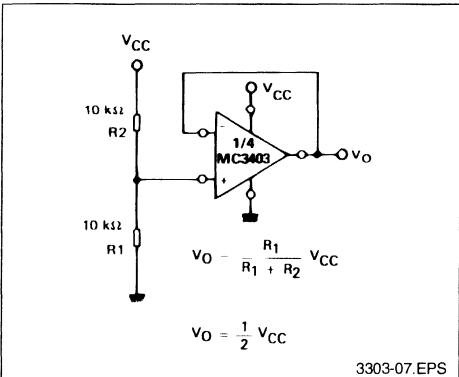 VCC
10 kΩ
R2
VCC
-
1/4
MC3403
+
VO
10 kΩ
R1
VO = R1 / R1 + R2 VCC
VO = 1/2 VCC
3303-07.EPS